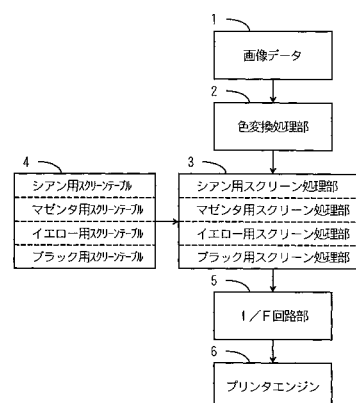 1
画像データ
2
色変換処理部
4
シアン用スクリーンテーブル
マゼンタ用スクリーンテーブル
イエロー用スクリーンテーブル
ブラック用スクリーンテーブル
3
シアン用スクリーン処理部
マゼンタ用スクリーン処理部
イエロー用スクリーン処理部
ブラック用スクリーン処理部
5
I/F回路部
6
プリンタエンジン